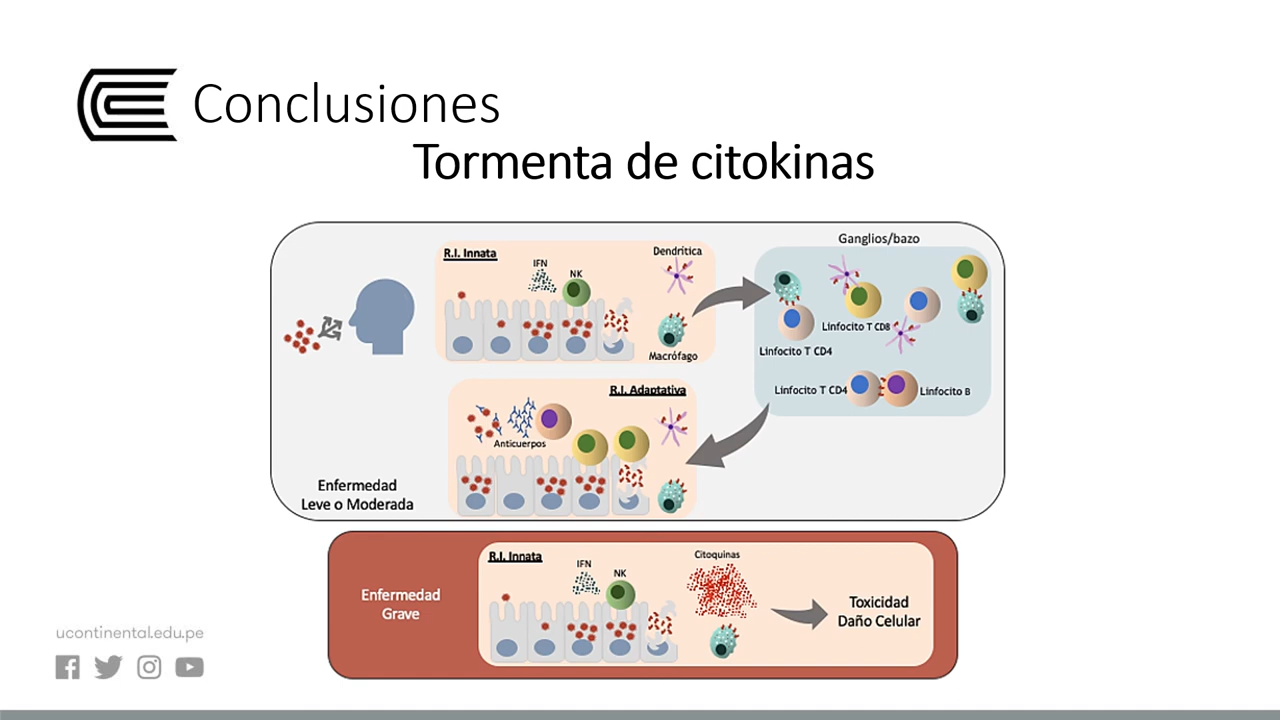 Conclusiones
Tormenta de citokinas
R.I. Innata
IFN
NK
Dendrítica
Macrófago
Ganglios/bazo
Linfocito T CD8
Linfocito T CD4
Linfocito T CD4
Linfocito B
R.I. Adaptativa
Anticuerpos
Enfermedad
Leve o Moderada
Enfermedad
Grave
R.I. Innata
IFN
NK
Citoquinas
Toxicidad
Daño Celular
ucontinental.edu.pe